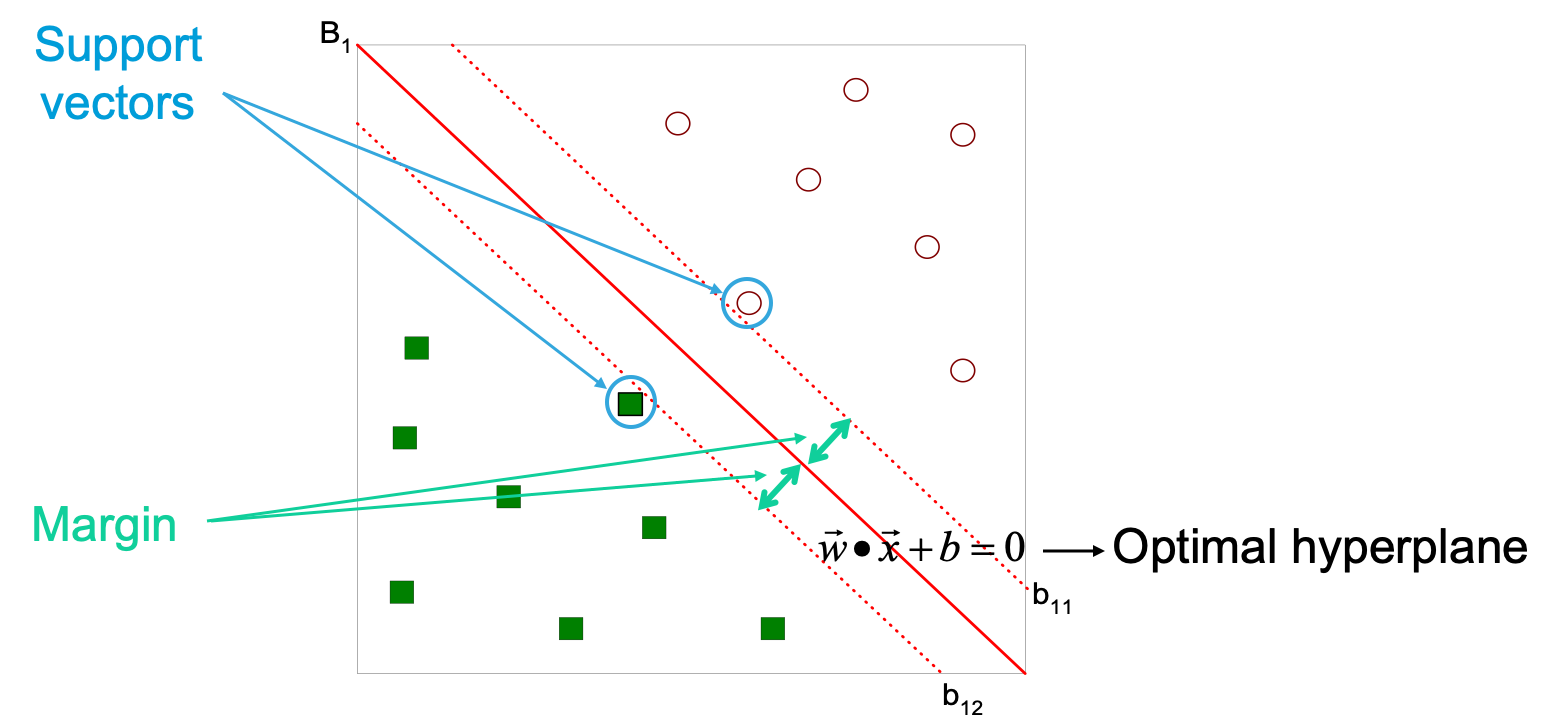 Support
vectors
B₁
Margin
w⃗ • x⃗ + b = 0
Optimal hyperplane
b₁₁
b₁₂